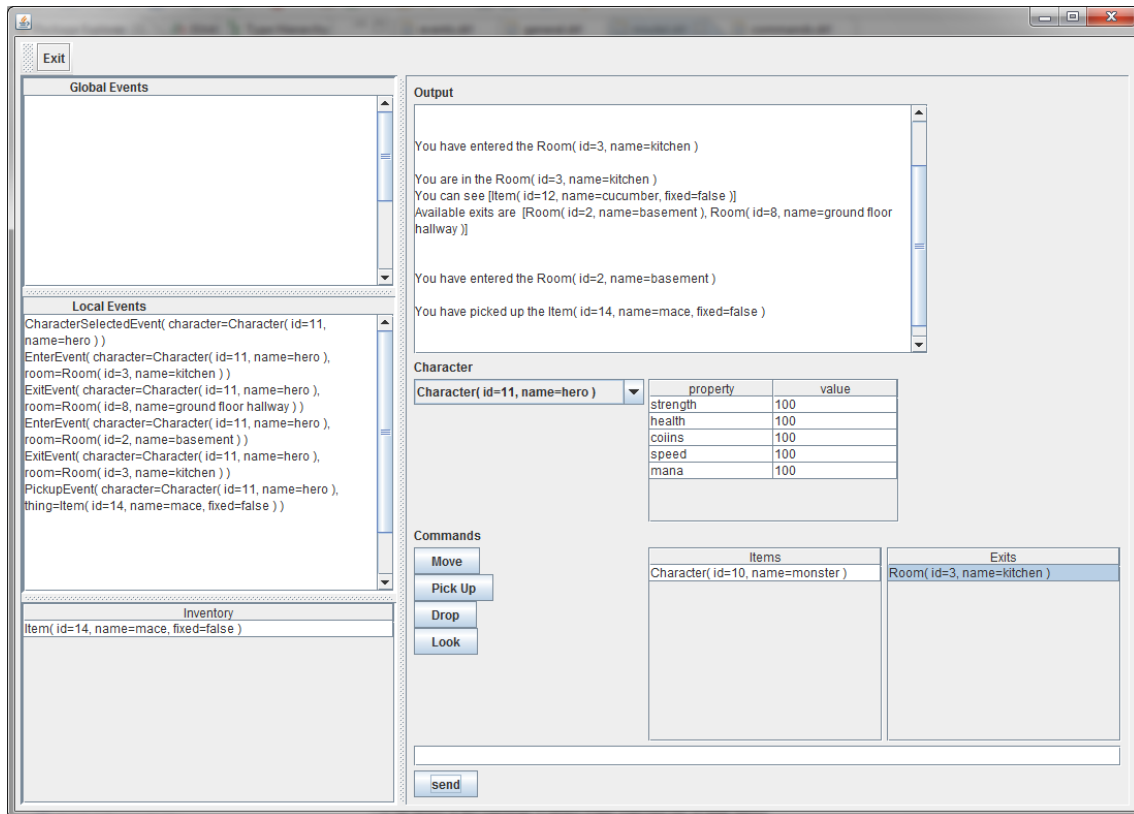 Exit
Global Events
Local Events
CharacterSelectedEvent( character=Character( id=11,
name=hero ) )
EnterEvent( character=Character( id=11, name=hero ),
room=Room( id=3, name=kitchen ) )
ExitEvent( character=Character( id=11, name=hero ),
room=Room( id=8, name=ground floor hallway ) )
EnterEvent( character=Character( id=11, name=hero ),
room=Room( id=2, name=basement ) )
ExitEvent( character=Character( id=11, name=hero ),
room=Room( id=3, name=kitchen ) )
PickupEvent( character=Character( id=11, name=hero ),
thing=Item( id=14, name=mace, fixed=false ) )
Inventory
Item( id=14, name=mace, fixed=false )
Output
You have entered the Room( id=3, name=kitchen )
You are in the Room( id=3, name=kitchen )
You can see [Item( id=12, name=cucumber, fixed=false )]
Available exits are [Room( id=2, name=basement ), Room( id=8, name=ground floor
hallway )]
You have entered the Room( id=2, name=basement )
You have picked up the Item( id=14, name=mace, fixed=false )
Character
Character( id=11, name=hero )
property value
strength 100
health 100
coiins 100
speed 100
mana 100
Commands
Move
Pick Up
Drop
Look
Items
Character( id=10, name=monster )
Exits
Room( id=3, name=kitchen )
send